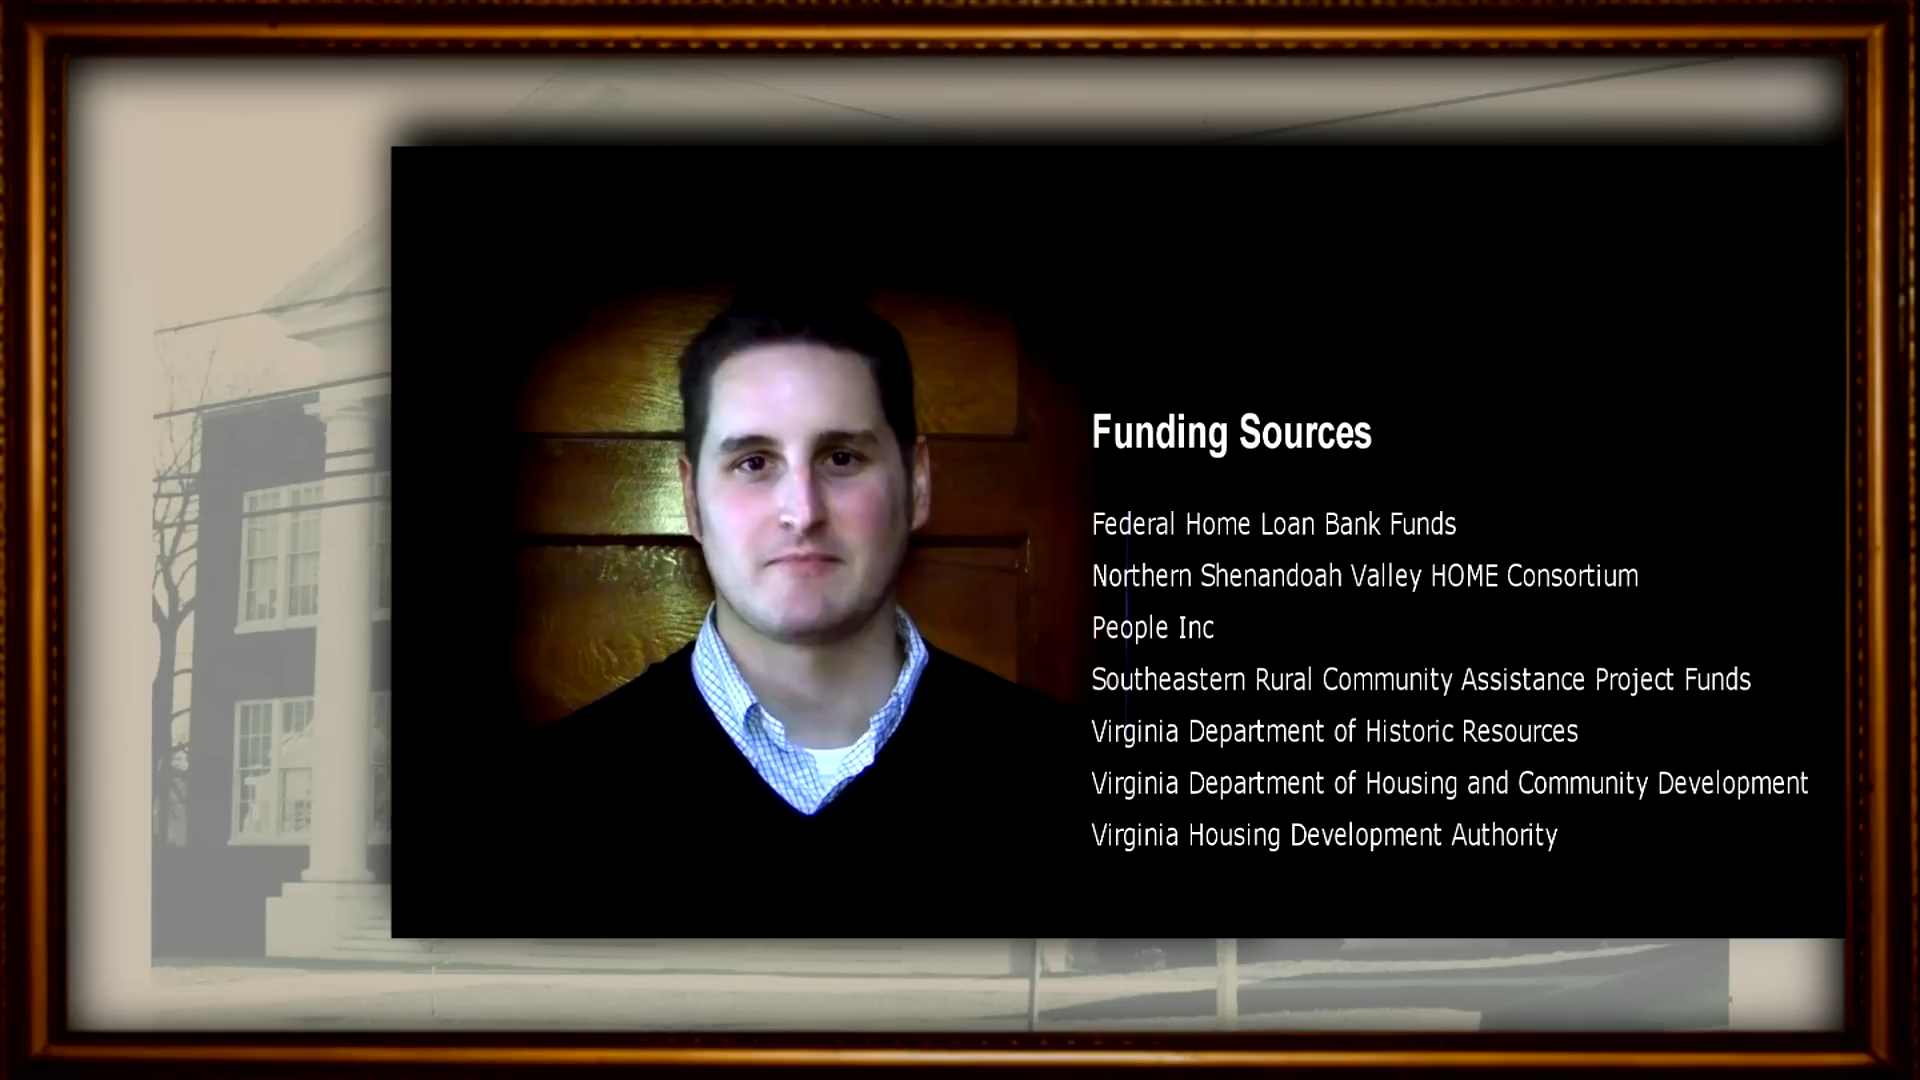 Funding Sources
Federal Home Loan Bank Funds
Northern Shenandoah Valley HOME Consortium
People Inc
Southeastern Rural Community Assistance Project Funds
Virginia Department of Historic Resources
Virginia Department of Housing and Community Development
Virginia Housing Development Authority